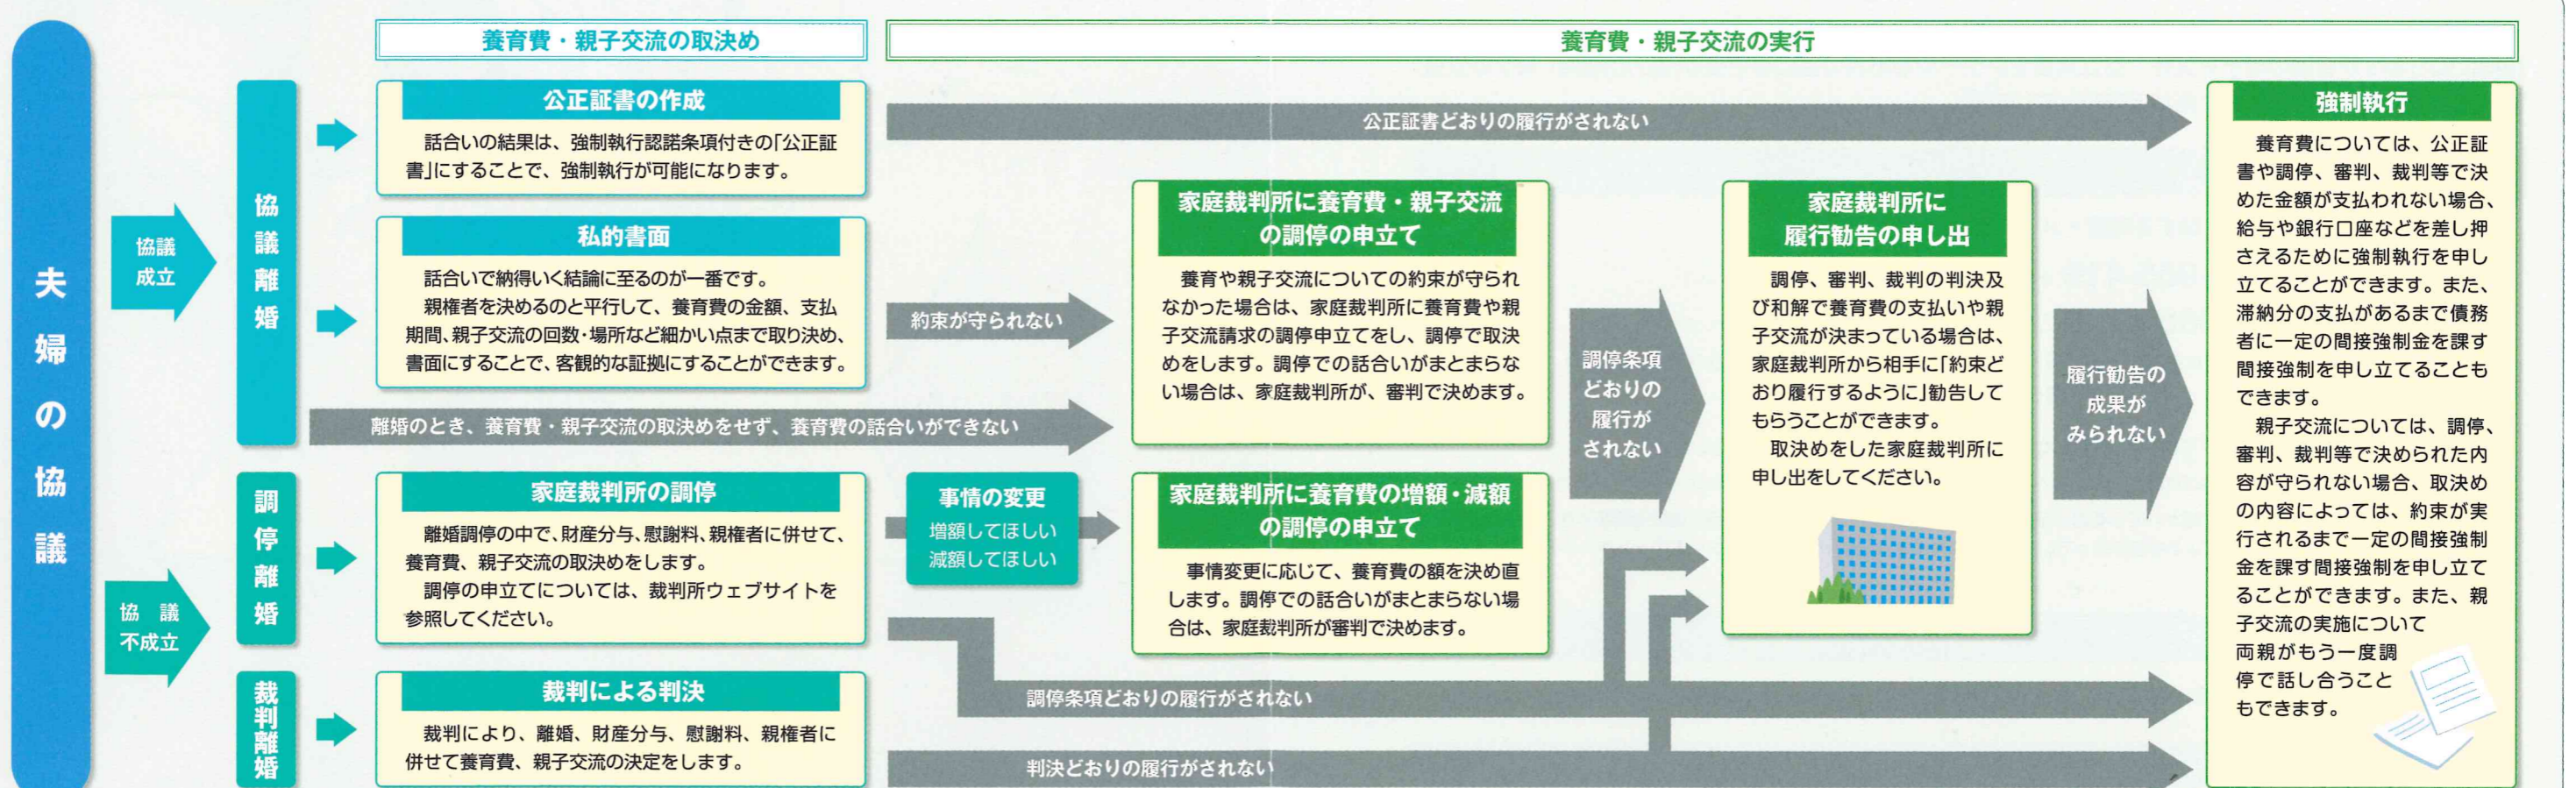 夫婦の協議
協議
成立
協議
不成立
協議離婚
調停離婚
裁判離婚
養育費・親子交流の取決め
公正証書の作成
話合いの結果は、強制執行認諾条項付きの「公正証
書」にすることで、強制執行が可能になります。
私的書面
話合いで納得いく結論に至るのが一番です。
親権者を決めるのと平行して、養育費の金額、支払
期間、親子交流の回数・場所など細かい点まで取り決め、
書面にすることで、客観的な証拠にすることができます。
離婚のとき、養育費・親子交流の取決めをせず、養育費の話合いができない
家庭裁判所の調停
離婚調停の中で、財産分与、慰謝料、親権者に併せて、
養育費、親子交流の取決めをします。
調停の申立てについては、裁判所ウェブサイトを
参照してください。
裁判による判決
裁判により、離婚、財産分与、慰謝料、親権者に
併せて養育費、親子交流の決定をします。
養育費・親子交流の実行
公正証書どおりの履行がされない
約束が守られない
家庭裁判所に養育費・親子交流
の調停の申立て
養育や親子交流についての約束が守られ
なかった場合は、家庭裁判所に養育費や親
子交流請求の調停申立てをし、調停で取決
めをします。調停での話合いがまとまらな
い場合は、家庭裁判所が、審判で決めます。
事情の変更
増額してほしい
減額してほしい
家庭裁判所に養育費の増額・減額
の調停の申立て
事情変更に応じて、養育費の額を決め直
します。調停での話合いがまとまらない場
合は、家庭裁判所が審判で決めます。
調停条項
どおりの
履行が
されない
調停条項どおりの履行がされない
判決どおりの履行がされない
家庭裁判所に
履行勧告の申し出
調停、審判、裁判の判決及
び和解で養育費の支払いや親
子交流が決まっている場合は、
家庭裁判所から相手に「約束ど
おり履行するように」勧告して
もらうことができます。
取決めをした家庭裁判所に
申し出をしてください。
履行勧告の
成果が
みられない
強制執行
養育費については、公正証
書や調停、審判、裁判等で決
めた金額が支払われない場合、
給与や銀行口座などを差し押
さえるために強制執行を申し
立てることができます。また、
滞納分の支払があるまで債務
者に一定の間接強制金を課す
間接強制を申し立てることも
できます。
親子交流については、調停、
審判、裁判等で決められた内
容が守られない場合、取決め
の内容によっては、約束が実
行されるまで一定の間接強制
金を課す間接強制を申し立て
ることができます。また、親
子交流の実施について
両親がもう一度調
停で話し合うこと
もできます。